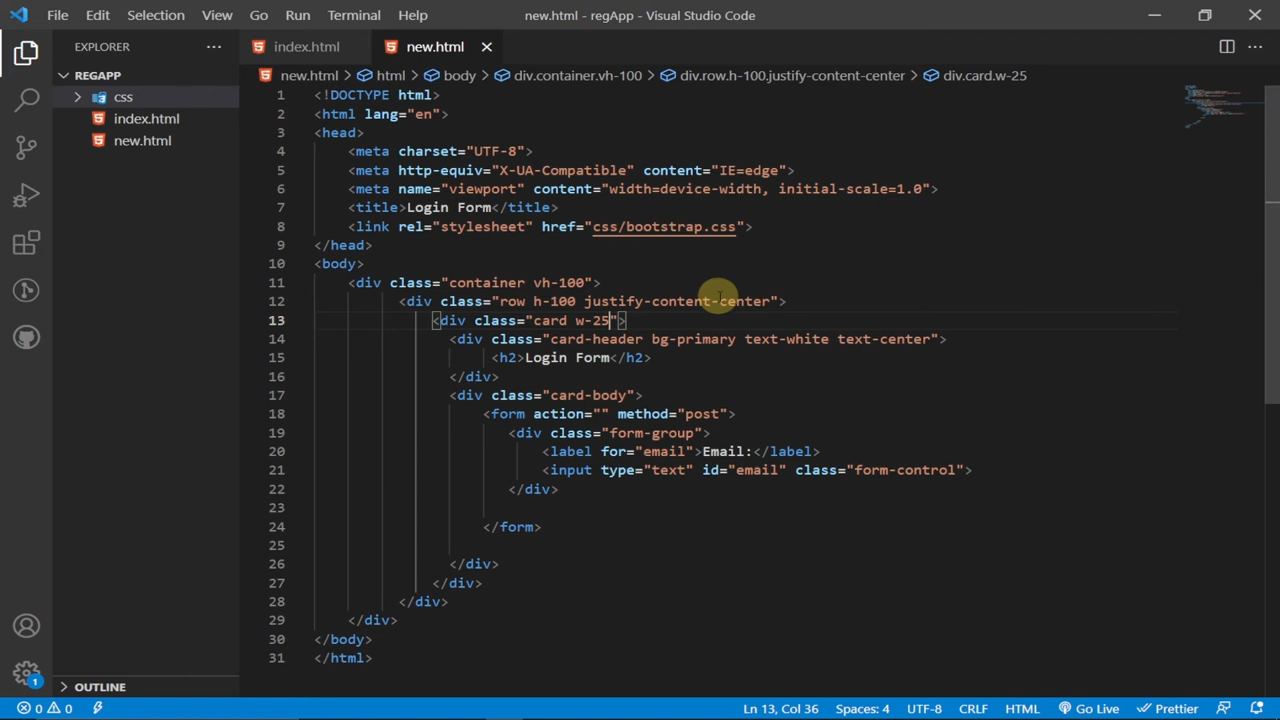 File Edit Selection View Go Run Terminal Help new.html - regApp - Visual Studio Code
EXPLORER ···
index.html new.html
REGAPP
new.html > html > body > div.container.vh-100 > div.row.h-100.justify-content-center > div.card.w-25
css
index.html
new.html
1 <!DOCTYPE html>
2 <html lang="en">
3 <head>
4 <meta charset="UTF-8">
5 <meta http-equiv="X-UA-Compatible" content="IE=edge">
6 <meta name="viewport" content="width=device-width, initial-scale=1.0">
7 <title>Login Form</title>
8 <link rel="stylesheet" href="css/bootstrap.css">
9 </head>
10 <body>
11 <div class="container vh-100">
12 <div class="row h-100 justify-content-center">
13 <div class="card w-25">
14 <div class="card-header bg-primary text-white text-center">
15 <h2>Login Form</h2>
16 </div>
17 <div class="card-body">
18 <form action="" method="post">
19 <div class="form-group">
20 <label for="email">Email:</label>
21 <input type="text" id="email" class="form-control">
22 </div>
23
24 </form>
25
26 </div>
27 </div>
28 </div>
29 </div>
30 </body>
31 </html>
1
OUTLINE
0 0 Ln 13, Col 36 Spaces: 4 UTF-8 CRLF HTML Go Live Prettier